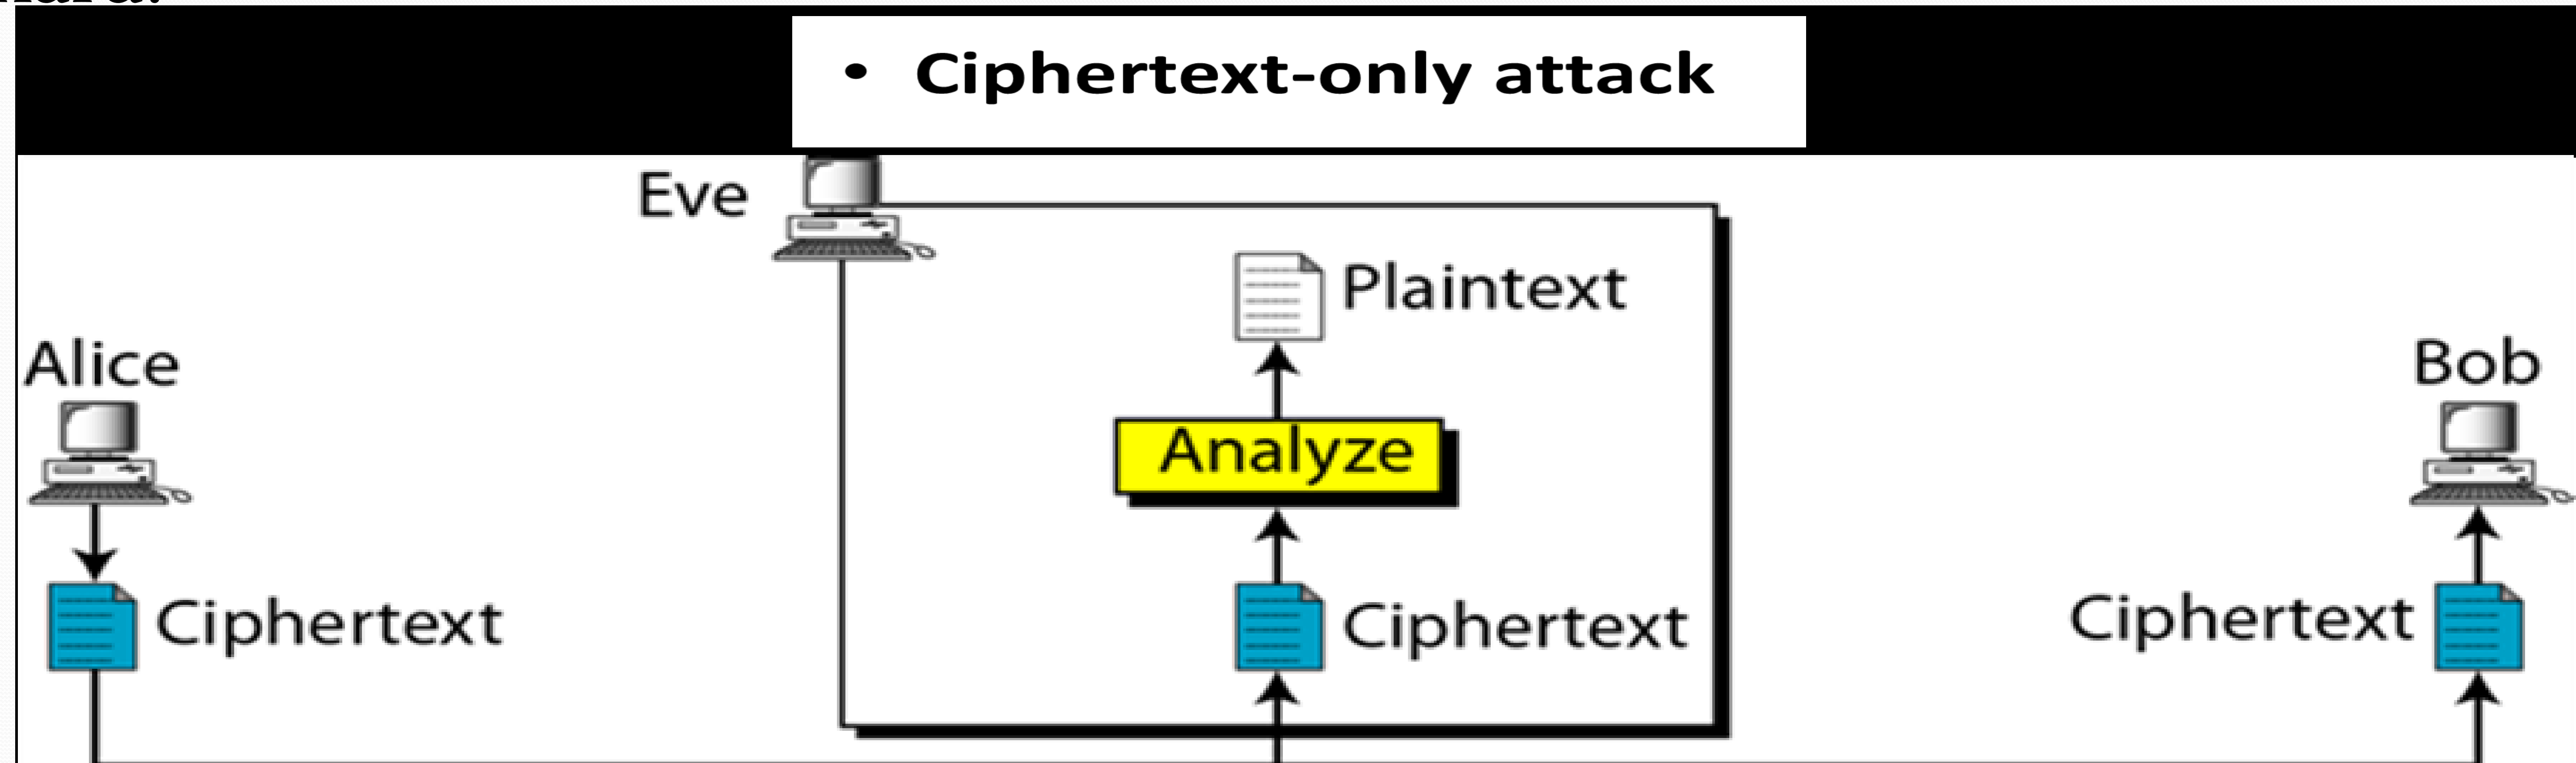 • Ciphertext-only attack
Eve
Plaintext
Alice
Bob
Analyze
Ciphertext
Ciphertext
Ciphertext